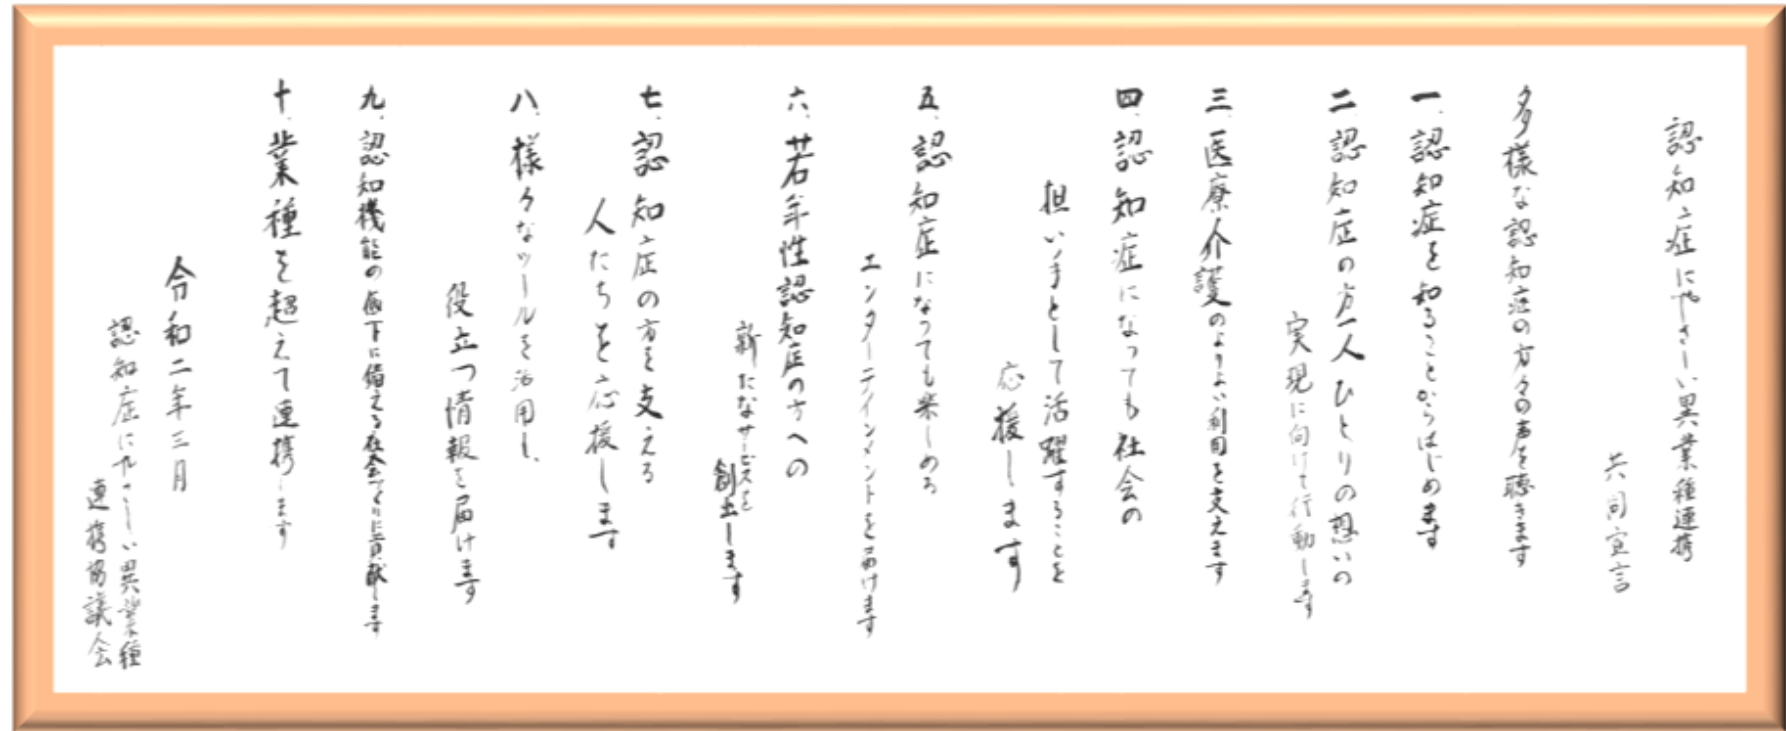 認知症にやさしい異業種連携
共同宣言
多様な認知症の方々の声を聴きます
一、認知症を知ることからはじめます
二、認知症の方一人ひとりの想いの
実現に向けて行動します
三、医療介護のよりよい利用を支えます
四、認知症になっても社会の
担い手として活躍することを
応援します
五、認知症になっても楽しめる
エンターテインメントを届けます
六、若年性認知症の方への
新たなサービスを
創出します
七、認知症の方を支える
人たちを応援します
八、様々なツールを活用し、
役立つ情報を届けます
九、認知機能の低下に備える社会づくりに貢献します
十、業種を超えて連携します
令和二年三月
認知症にやさしい異業種
連携協議会